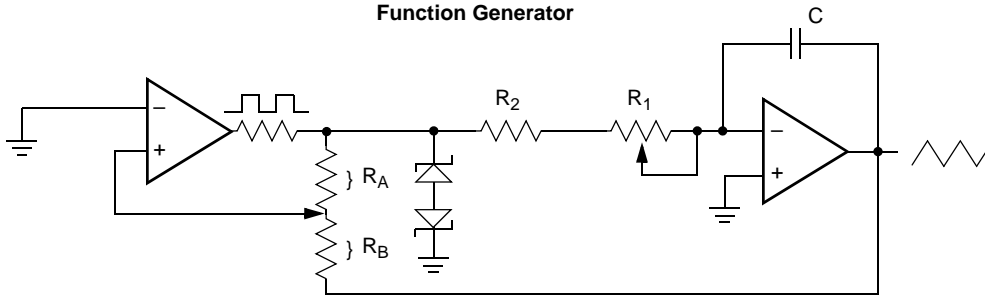 Function Generator
C
R2
R1
−
+
} RA
} RB
−
+